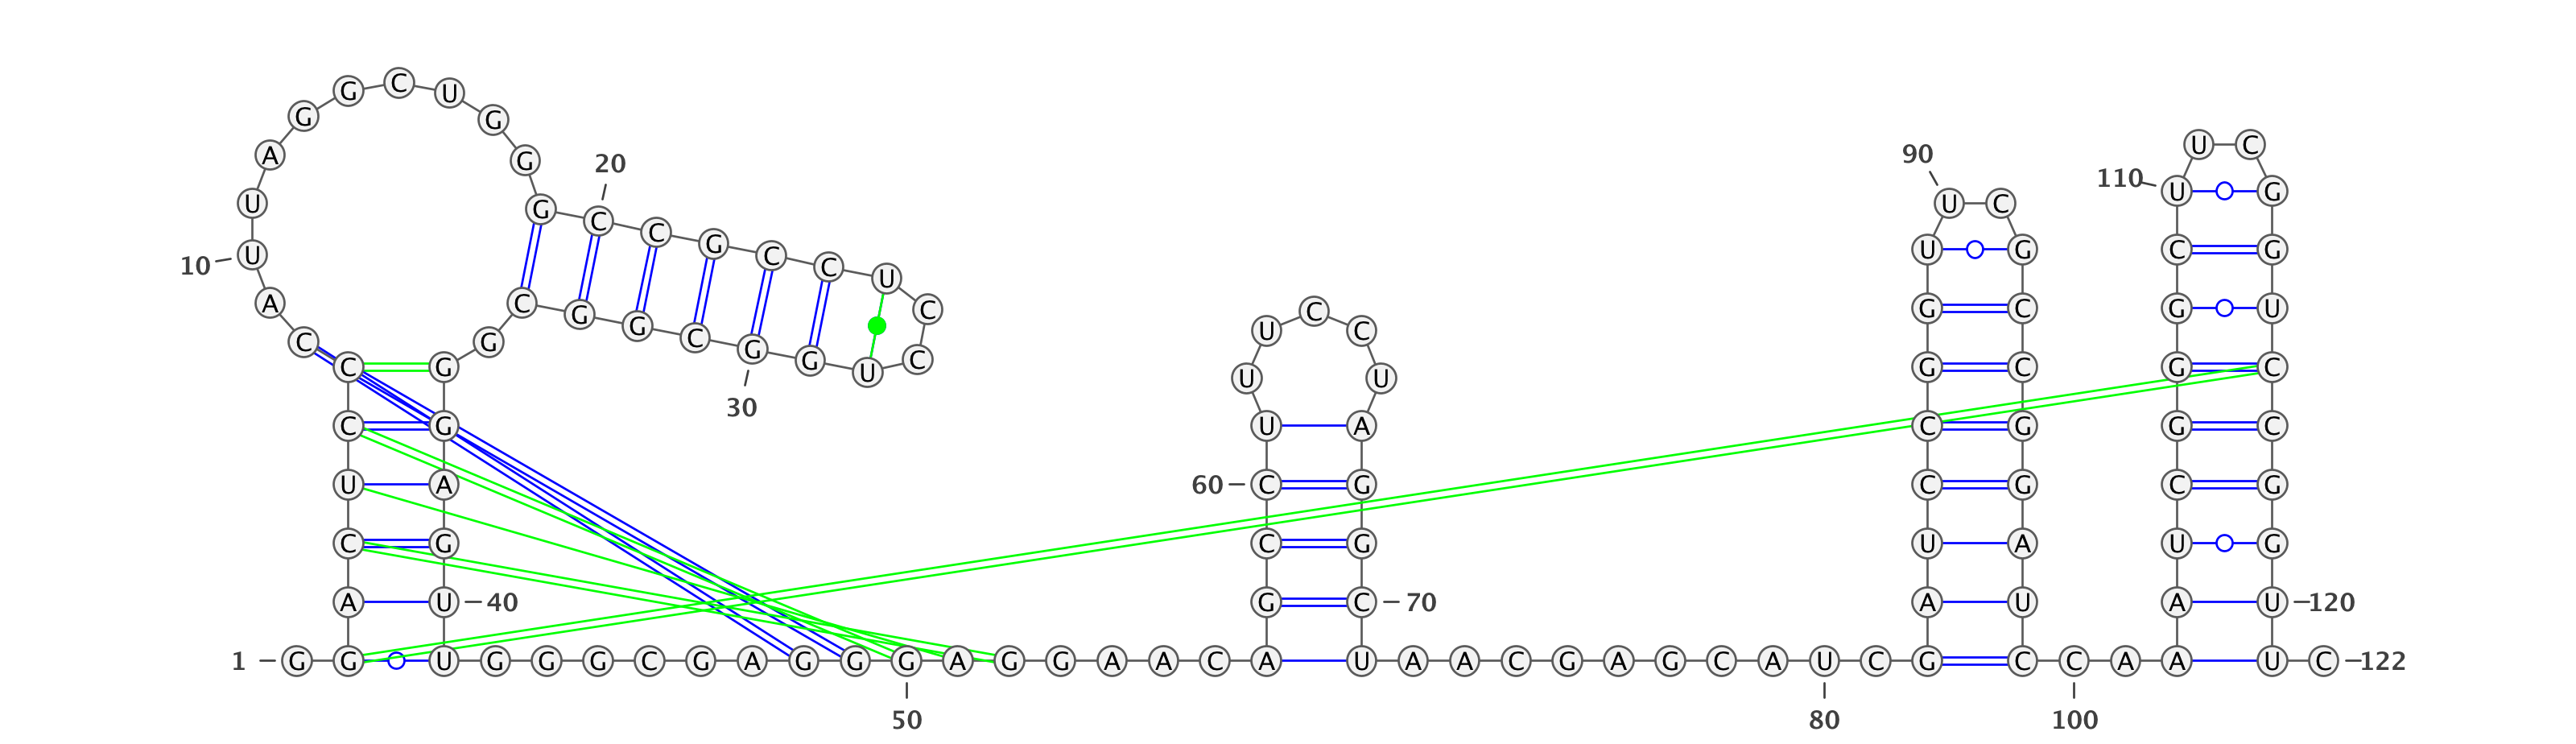 1
G G A C U C C C A U
10
U A G G C U G G G C
20
C G C C U C C U G G
30
C G G C G G G A G U
40
U G G G C G A G G G
50
A G G A A C A G C C
60
U U U C C U A G G C
70
U A A C G A G C A U
80
C G A U C C G G U U
90
C G C C G G A U C C
100
A A A U C G G G C U
110
U C G G U C C G G U
120
U C
122